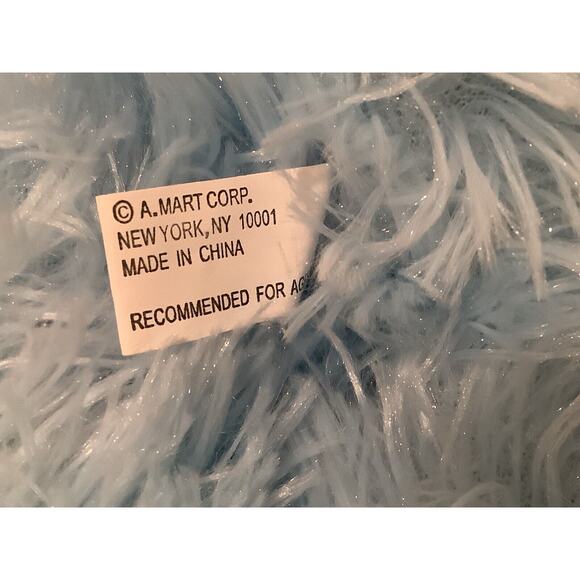 © A.MART CORP.
NEW YORK, NY 10001
MADE IN CHINA
RECOMMENDED FOR